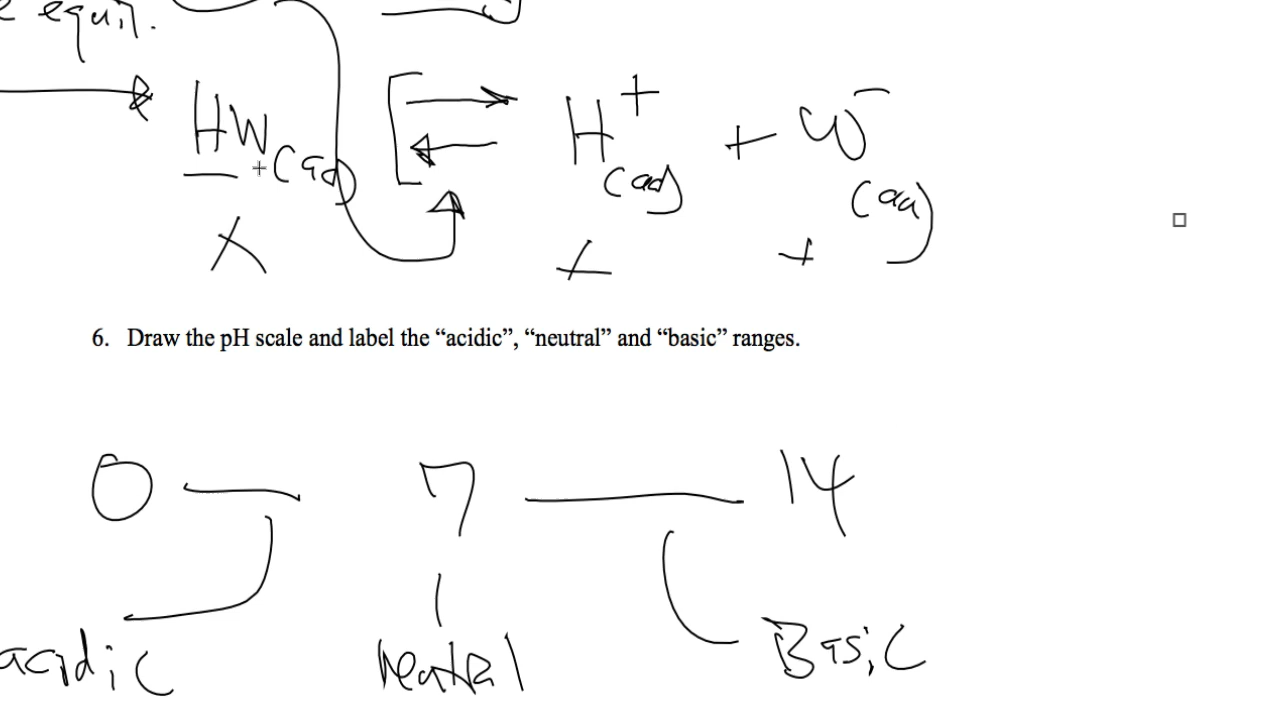 equil.
HW(aq) ⇄ H+(aq) + W-(aq)
6. Draw the pH scale and label the “acidic”, “neutral” and “basic” ranges.
0 — 7 — 14
acidic neutral Basic